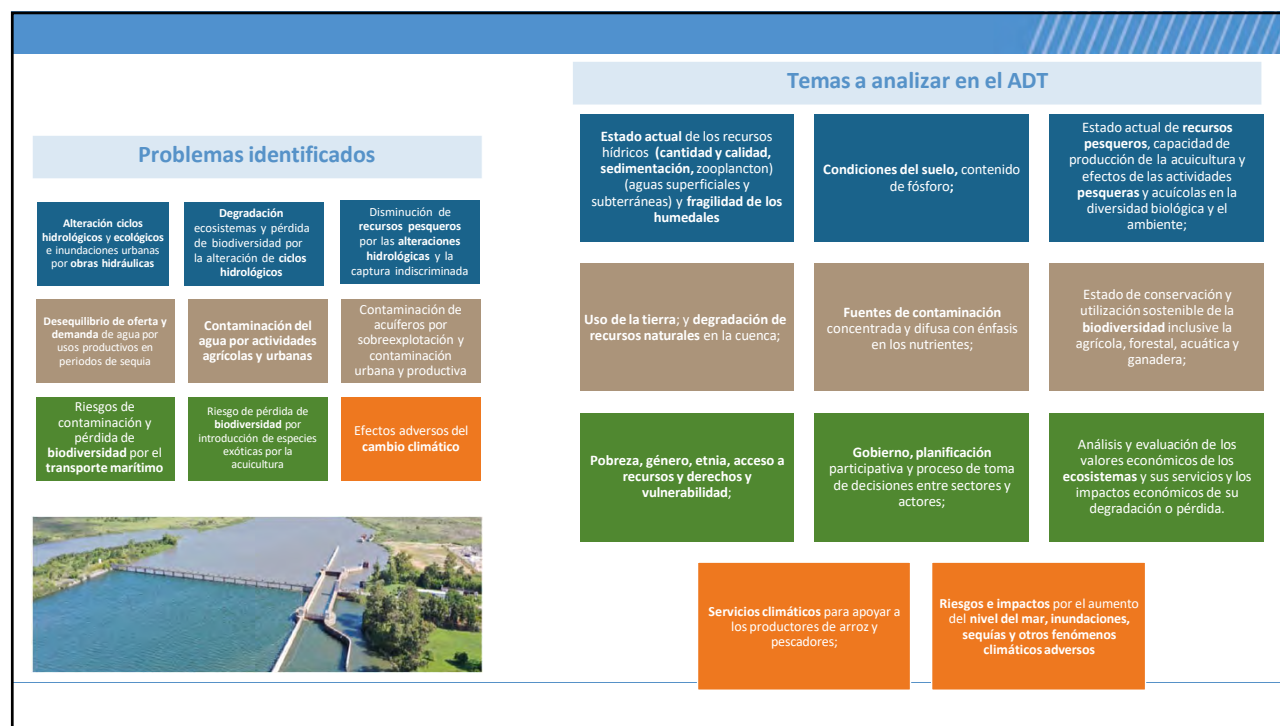 Temas a analizar en el ADT
Problemas identificados
Alteración ciclos
hidrológicos y ecológicos
e inundaciones urbanas
por obras hidráulicas
Degradación
ecosistemas y pérdida
de biodiversidad por
la alteración de ciclos
hidrológicos
Disminución de
recursos pesqueros
por las alteraciones
hidrológicas y la
captura indiscriminada
Desequilibrio de oferta y
demanda de agua por
usos productivos en
periodos de sequia
Contaminación del
agua por actividades
agrícolas y urbanas
Contaminación de
acuíferos por
sobreexplotación y
contaminación
urbana y productiva
Riesgos de
contaminación y
pérdida de
biodiversidad por el
transporte marítimo
Riesgo de pérdida de
biodiversidad por
introducción de especies
exóticas por la
acuicultura
Efectos adversos del
cambio climático
Estado actual de los recursos
hídricos (cantidad y calidad,
sedimentación, zooplancton)
(aguas superficiales y
subterráneas) y fragilidad de los
humedales
Condiciones del suelo, contenido
de fósforo;
Estado actual de recursos
pesqueros, capacidad de
producción de la acuicultura y
efectos de las actividades
pesqueras y acuícolas en la
diversidad biológica y el
ambiente;
Uso de la tierra; y degradación de
recursos naturales en la cuenca;
Fuentes de contaminación
concentrada y difusa con énfasis
en los nutrientes;
Estado de conservación y
utilización sostenible de la
biodiversidad inclusive la
agrícola, forestal, acuática y
ganadera;
Pobreza, género, etnia, acceso a
recursos y derechos y
vulnerabilidad;
Gobierno, planificación
participativa y proceso de toma
de decisiones entre sectores y
actores;
Análisis y evaluación de los
valores económicos de los
ecosistemas y sus servicios y los
impactos económicos de su
degradación o pérdida.
Servicios climáticos para apoyar a
los productores de arroz y
pescadores;
Riesgos e impactos por el aumento
del nivel del mar, inundaciones,
sequías y otros fenómenos
climáticos adversos